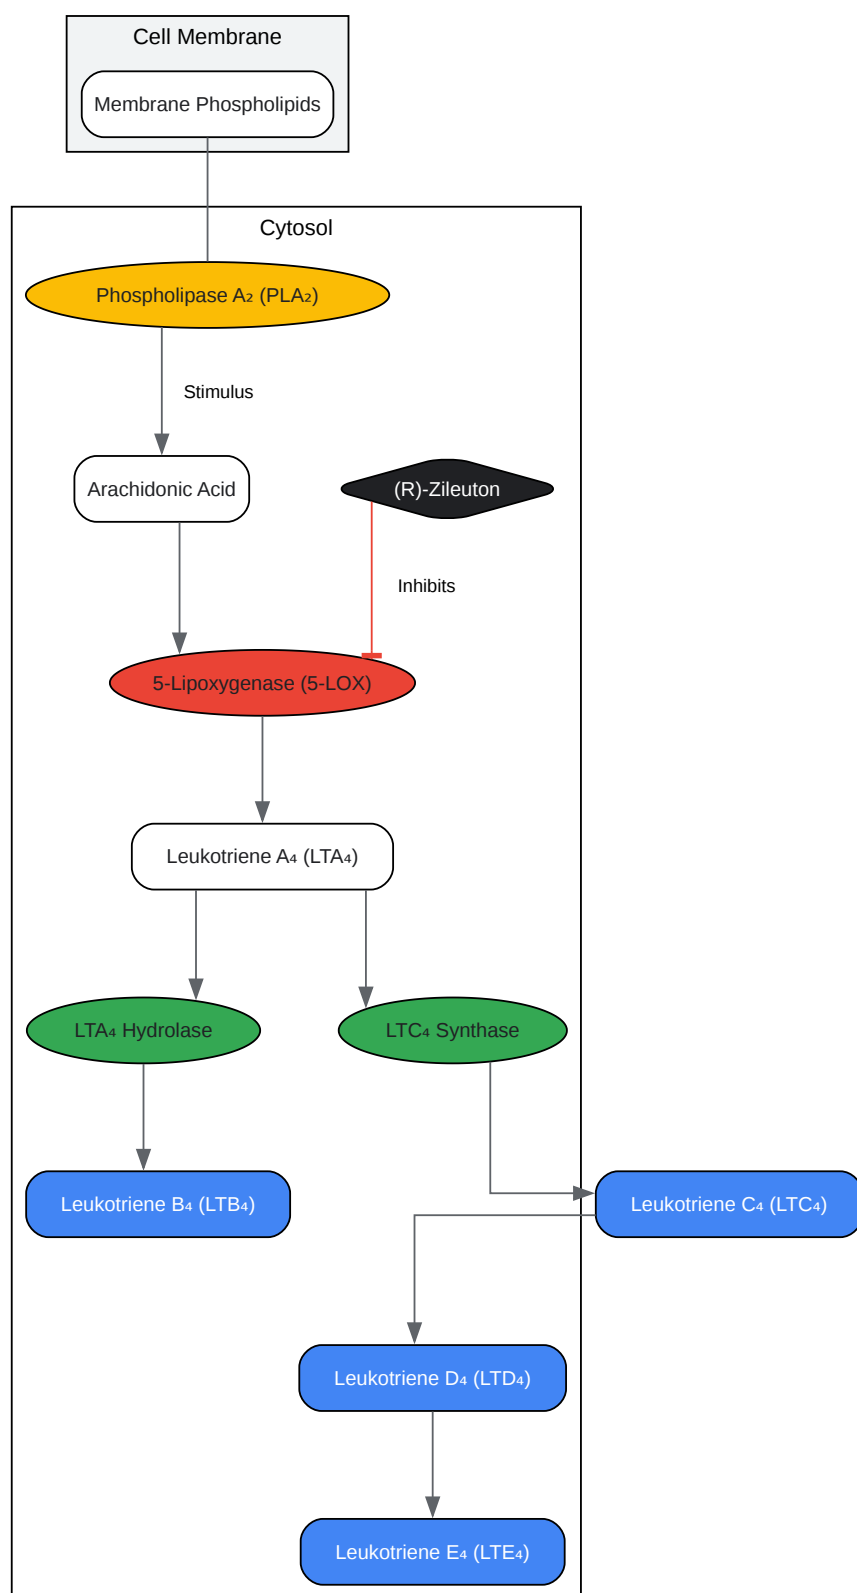 Cell Membrane
Membrane Phospholipids
Cytosol
Phospholipase A₂ (PLA₂)
Stimulus
Arachidonic Acid
(R)-Zileuton
Inhibits
5-Lipoxygenase (5-LOX)
Leukotriene A₄ (LTA₄)
LTA₄ Hydrolase
LTC₄ Synthase
Leukotriene B₄ (LTB₄)
Leukotriene C₄ (LTC₄)
Leukotriene D₄ (LTD₄)
Leukotriene E₄ (LTE₄)